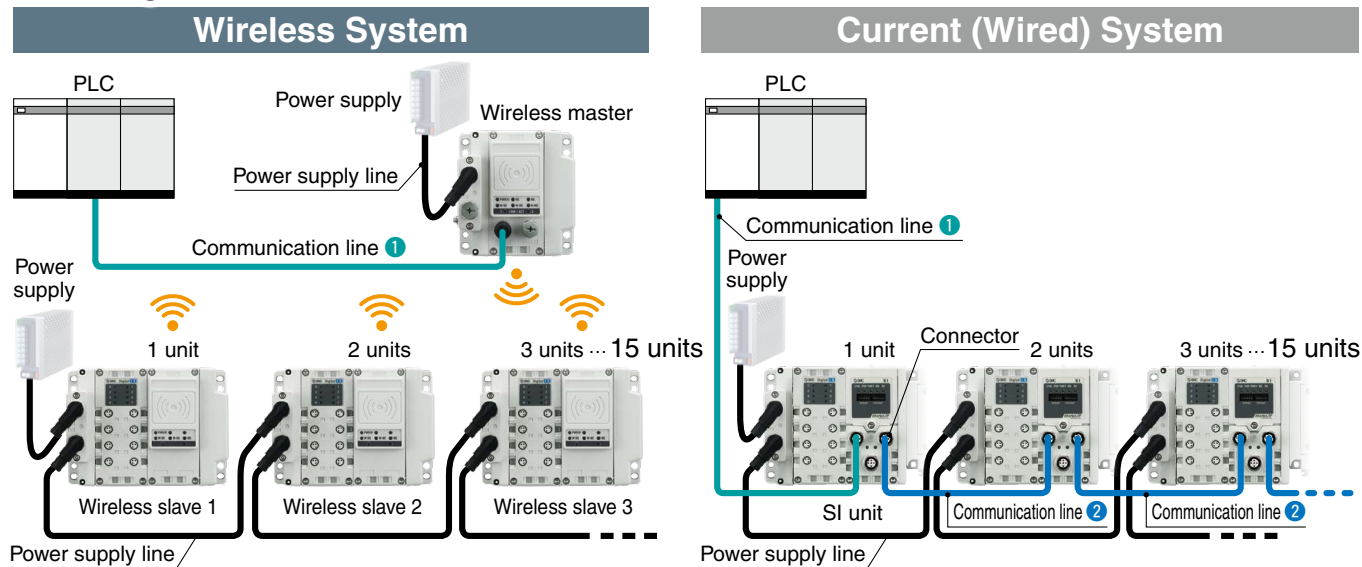 Wireless System
PLC
Power supply
Wireless master
Power supply line
Communication line 1
Power
supply
1 unit
2 units
3 units ··· 15 units
Wireless slave 1
Wireless slave 2
Wireless slave 3
Power supply line
Current (Wired) System
PLC
Communication line 1
Power
supply
Connector
1 unit
2 units
3 units ··· 15 units
SI unit
Communication line 2
Communication line 2
Power supply line